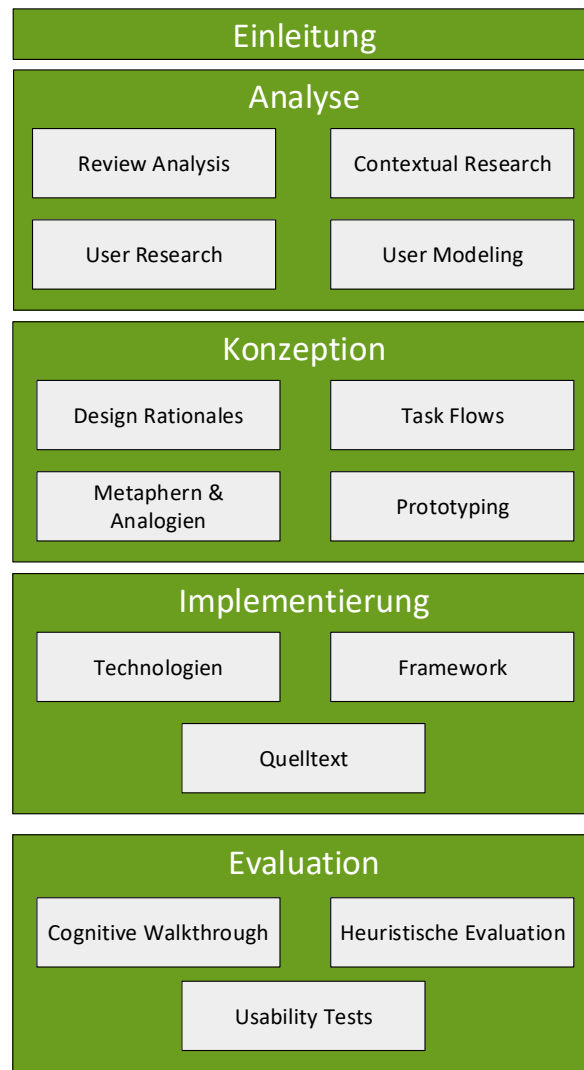 Einleitung
Analyse
Review Analysis
Contextual Research
User Research
User Modeling
Konzeption
Design Rationales
Task Flows
Metaphern &
Analogien
Prototyping
Implementierung
Technologien
Framework
Quelltext
Evaluation
Cognitive Walkthrough
Heuristische Evaluation
Usability Tests